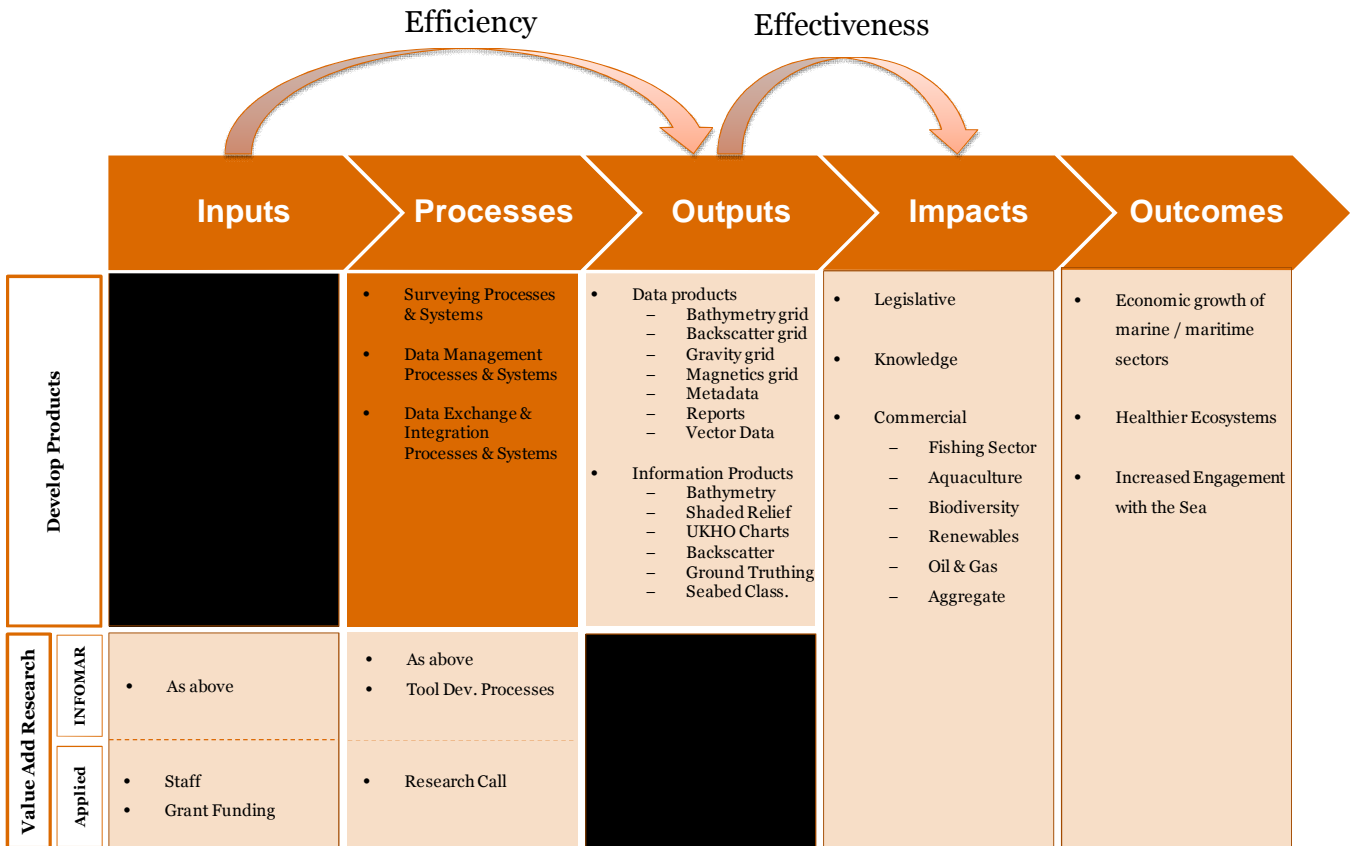 Efficiency
Effectiveness
Inputs
Processes
Outputs
Impacts
Outcomes
Develop Products
• Surveying Processes
& Systems
• Data Management
Processes & Systems
• Data Exchange &
Integration
Processes & Systems
• Data products
– Bathymetry grid
– Backscatter grid
– Gravity grid
– Magnetics grid
– Metadata
– Reports
– Vector Data
• Information Products
– Bathymetry
– Shaded Relief
– UKHO Charts
– Backscatter
– Ground Truthing
– Seabed Class.
• Legislative
• Knowledge
• Commercial
– Fishing Sector
– Aquaculture
– Biodiversity
– Renewables
– Oil & Gas
– Aggregate
• Economic growth of
marine / maritime
sectors
• Healthier Ecosystems
• Increased Engagement
with the Sea
Value Add Research
INFOMAR
• As above
• As above
• Tool Dev. Processes
Applied
• Staff
• Grant Funding
• Research Call